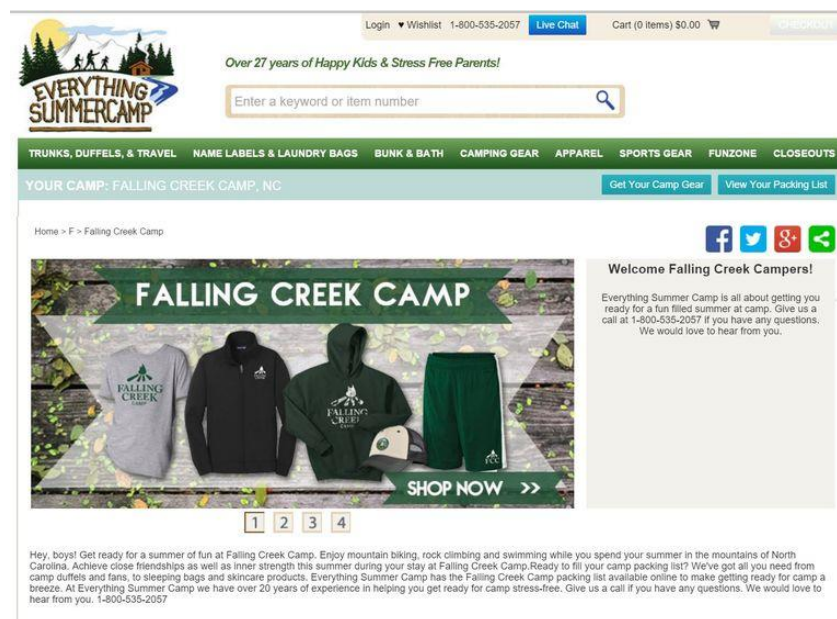 Login ♥ Wishlist 1-800-535-2057 Live Chat Cart (0 items) $0.00
EVERYTHING
SUMMERCAMP
Over 27 years of Happy Kids & Stress Free Parents!
Enter a keyword or item number
TRUNKS, DUFFELS, & TRAVEL NAME LABELS & LAUNDRY BAGS BUNK & BATH CAMPING GEAR APPAREL SPORTS GEAR FUNZONE CLOSEOUTS
YOUR CAMP: FALLING CREEK CAMP, NC Get Your Camp Gear View Your Packing List
Home > F > Falling Creek Camp
Welcome Falling Creek Campers!
Everything Summer Camp is all about getting you
ready for a fun filled summer at camp. Give us a
call at 1-800-535-2057 if you have any questions.
We would love to hear from you.
FALLING CREEK CAMP
FALLING
CREEK
CAMP
FALLING
CREEK
CAMP
FCC
SHOP NOW >>
1 2 3 4
Hey, boys! Get ready for a summer of fun at Falling Creek Camp. Enjoy mountain biking, rock climbing and swimming while you spend your summer in the mountains of North
Carolina. Achieve close friendships as well as inner strength this summer during your stay at Falling Creek Camp.Ready to fill your camp packing list? We've got all you need from
camp duffels and fans, to sleeping bags and skincare products. Everything Summer Camp has the Falling Creek Camp packing list available online to make getting ready for camp a
breeze. At Everything Summer Camp we have over 20 years of experience in helping you get ready for camp stress-free. Give us a call if you have any questions. We would love to
hear from you. 1-800-535-2057